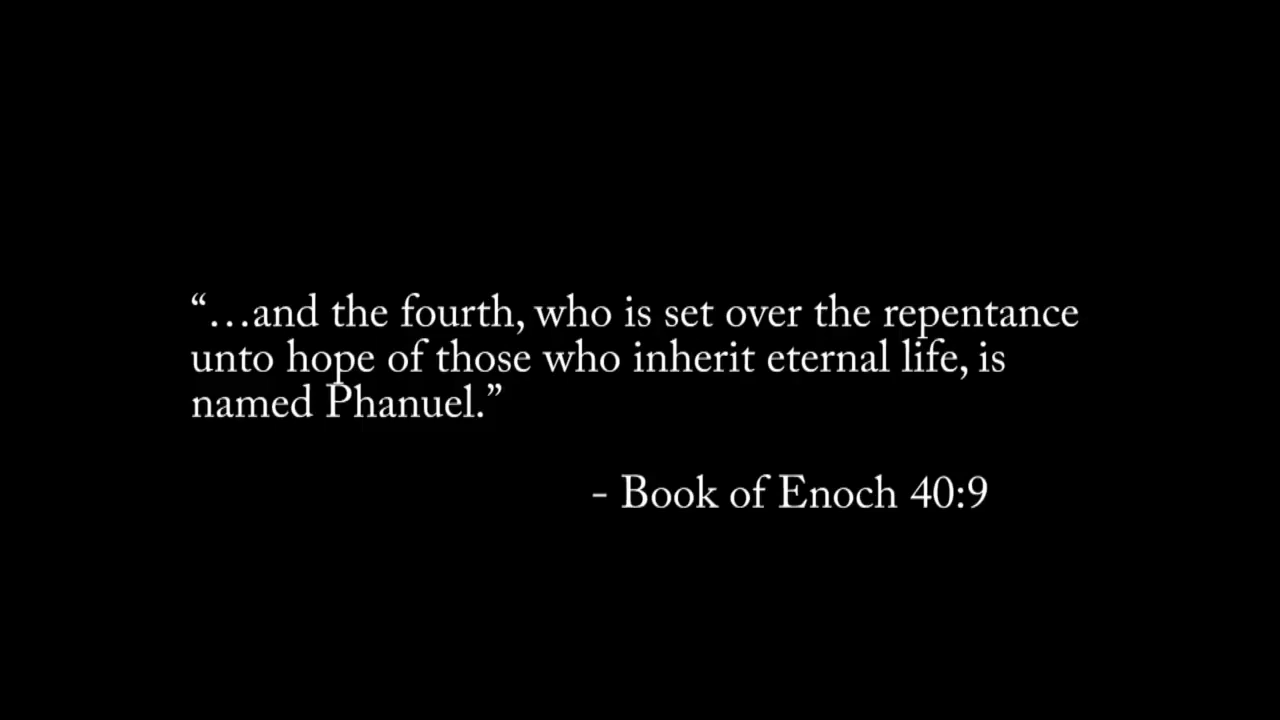 “…and the fourth, who is set over the repentance
unto hope of those who inherit eternal life, is
named Phanuel.”
- Book of Enoch 40:9